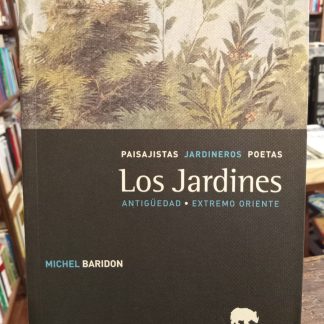 PAISAJISTAS JARDINEROS POETAS
Los Jardines
ANTIGÜEDAD • EXTREMO ORIENTE
MICHEL BARIDON